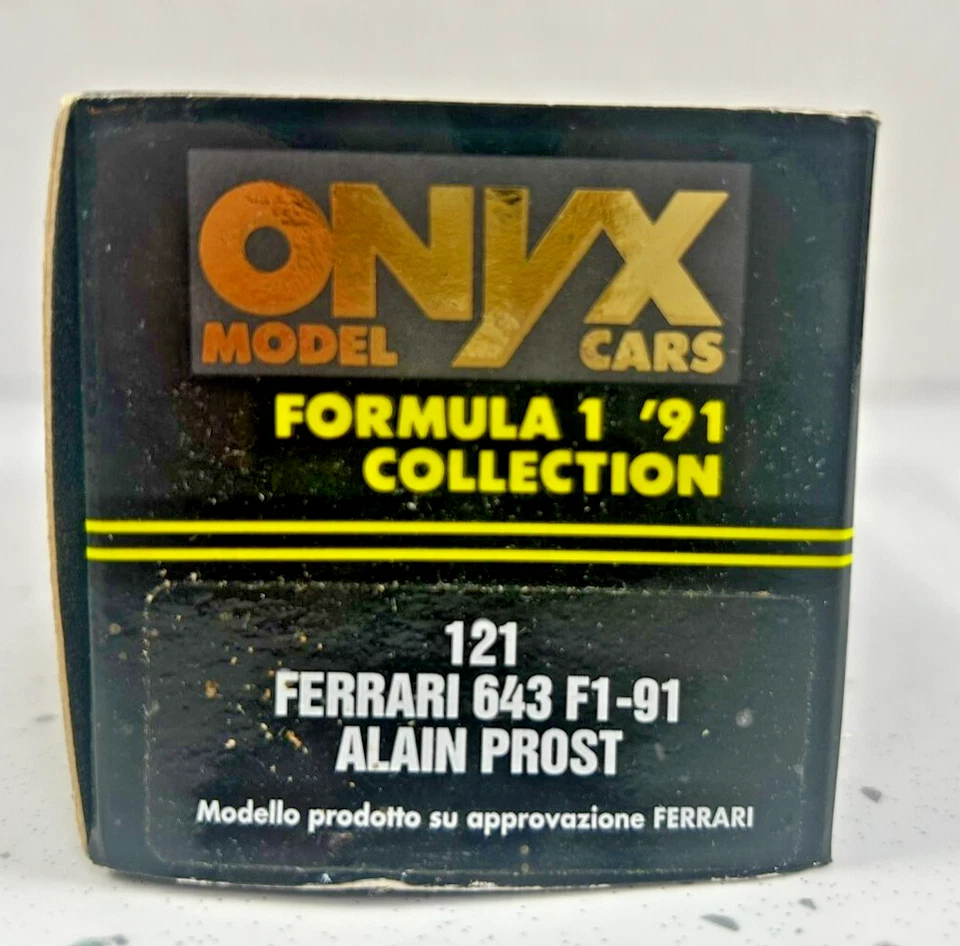 ONYX
MODEL CARS
FORMULA 1 '91
COLLECTION
121
FERRARI 643 F1-91
ALAIN PROST
Modello prodotto su approvazione FERRARI